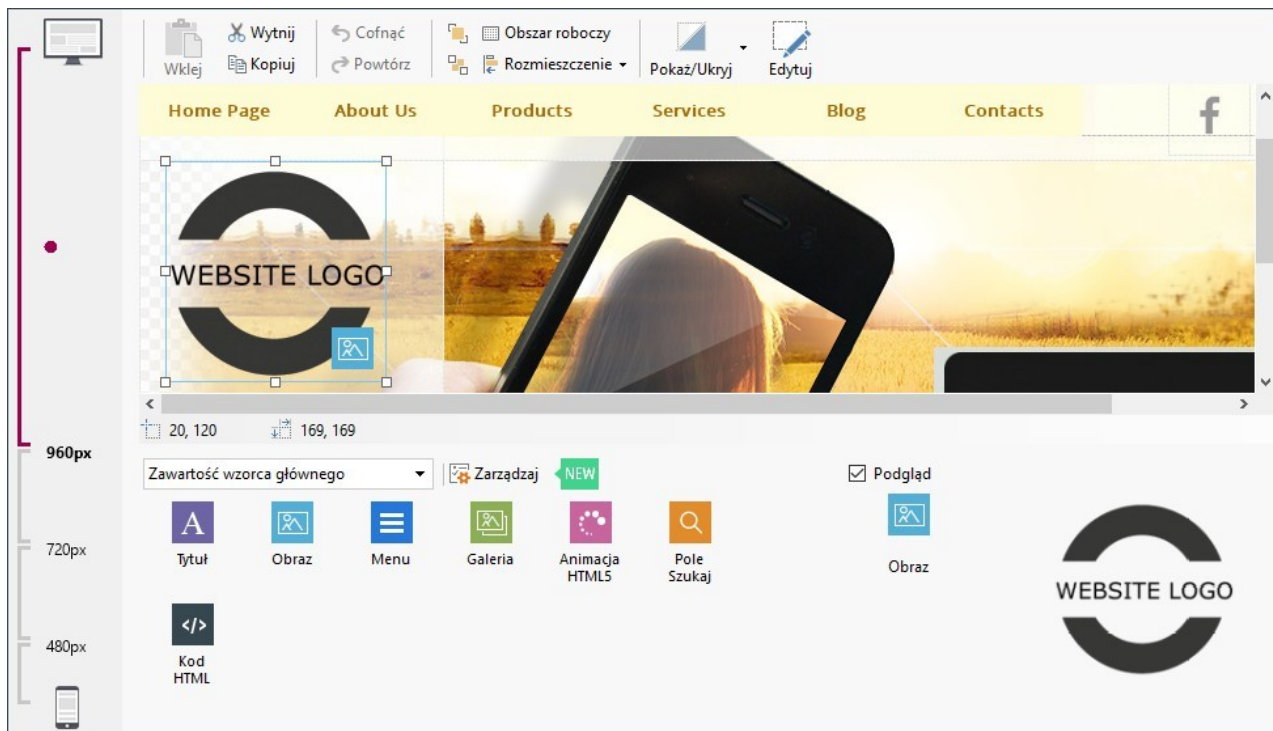 Wklej
Wytnij
Kopiuj
Cofnąć
Powtórz
Obszar roboczy
Rozmieszczenie
Pokaż/Ukryj
Edytuj
Home Page About Us Products Services Blog Contacts f
WEBSITE LOGO
20, 120 169, 169
960px
720px
480px
Zawartość wzorca głównego Zarządzaj NEW Podgląd
A
Tytuł Obraz Menu Galeria Animacja
HTML5
Pole
Szukaj
Obraz
WEBSITE LOGO
</>
Kod
HTML